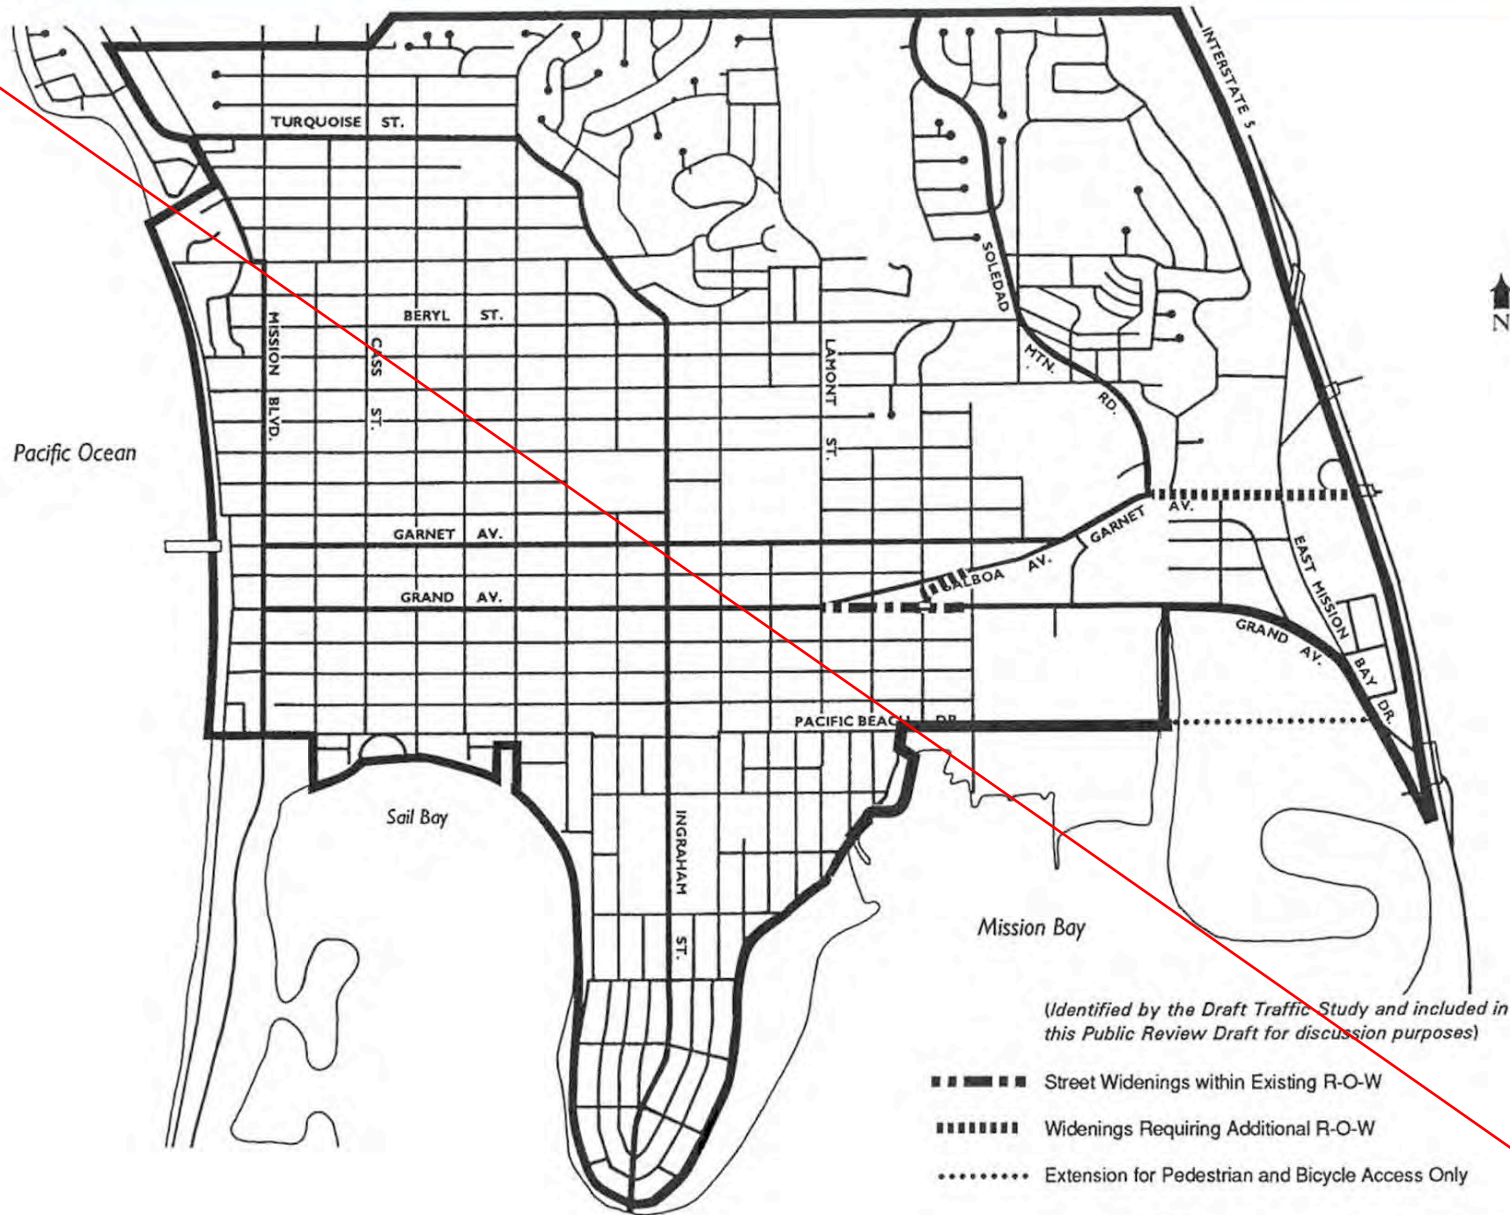 INTERSTATE 5
TURQUOISE ST.
SOLEDAD MTN. RD.
N
BERYL ST.
MISSION BLVD.
CASS ST.
LAMONT ST.
Pacific Ocean
GARNET AV.
GARNET AV.
BALBOA AV.
EAST MISSION BAY DR.
GRAND AV.
GRAND AV.
PACIFIC BEACH DR.
Sail Bay
INGRAHAM ST.
Mission Bay
(Identified by the Draft Traffic Study and included in
this Public Review Draft for discussion purposes)
Street Widenings within Existing R-O-W
Widenings Requiring Additional R-O-W
Extension for Pedestrian and Bicycle Access Only